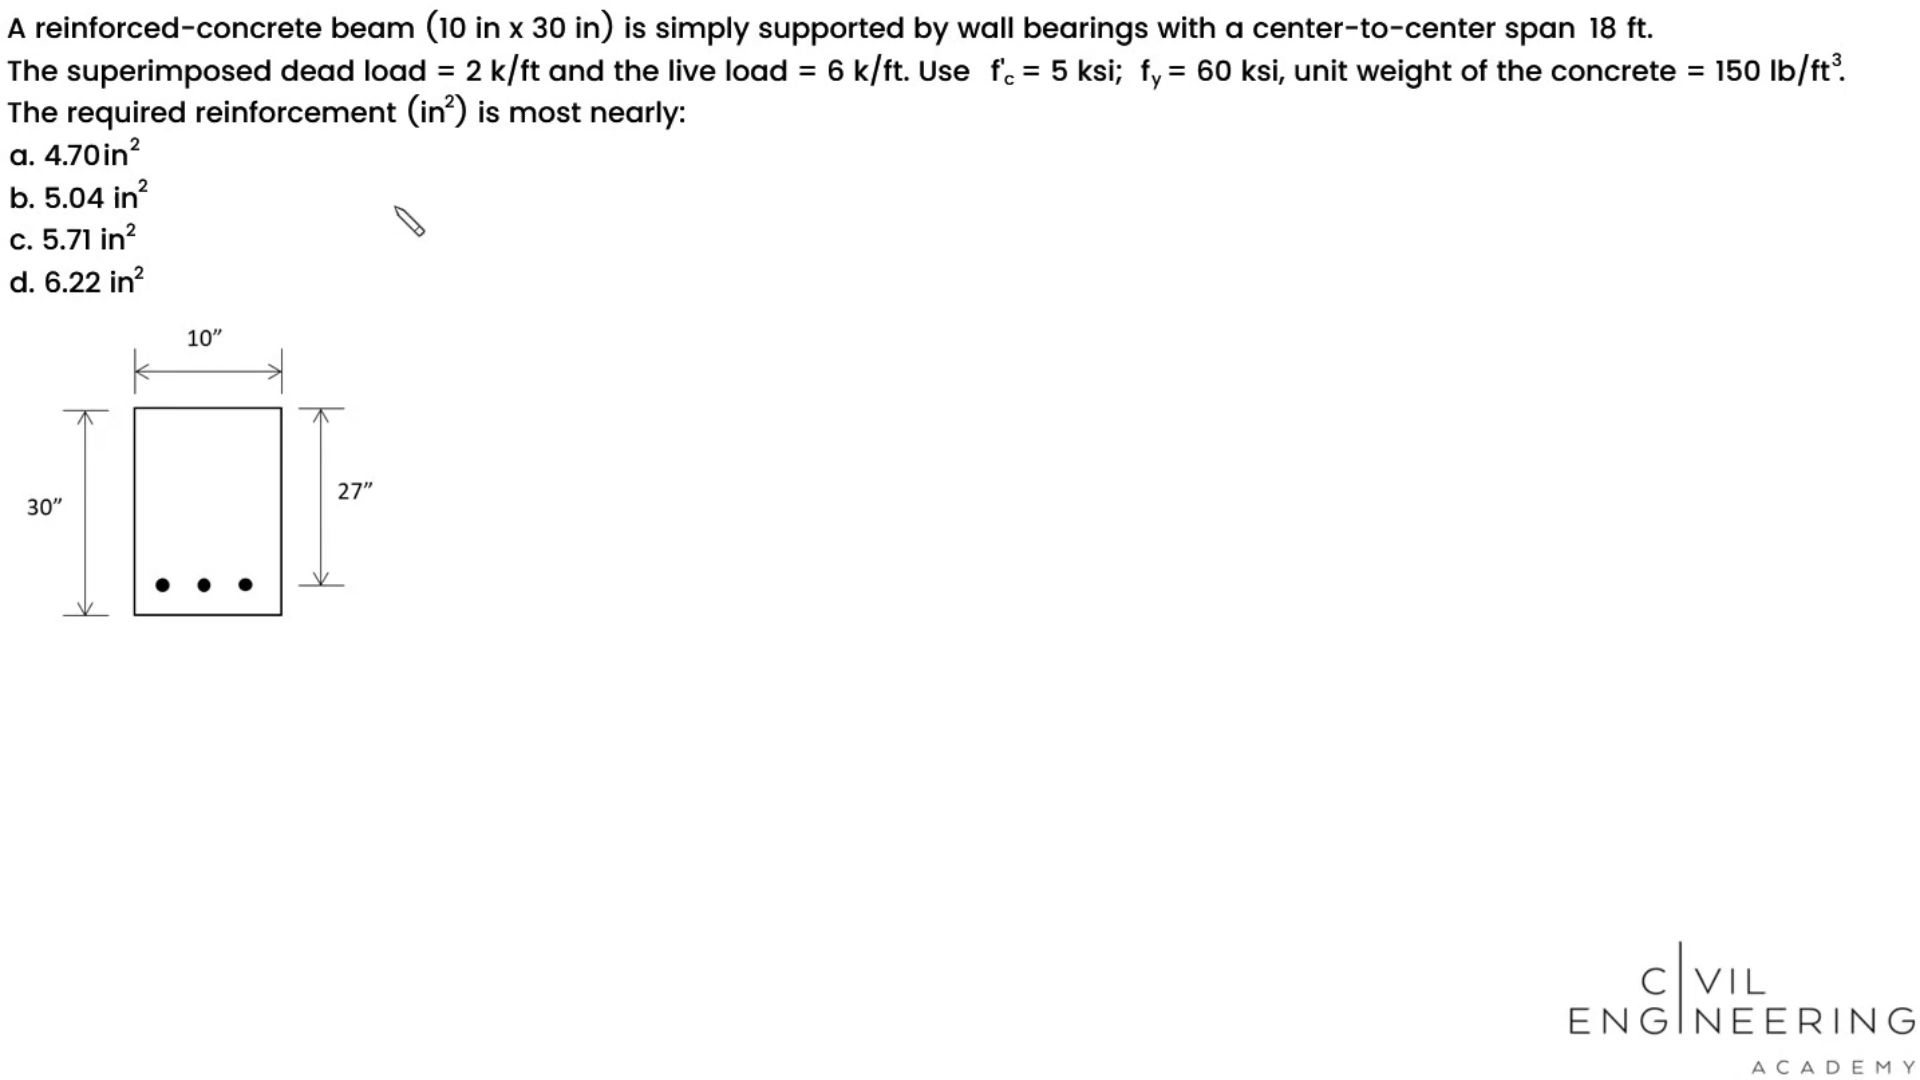 A reinforced-concrete beam (10 in x 30 in) is simply supported by wall bearings with a center-to-center span 18 ft.
The superimposed dead load = 2 k/ft and the live load = 6 k/ft. Use f'c = 5 ksi; fy = 60 ksi, unit weight of the concrete = 150 lb/ft³.
The required reinforcement (in²) is most nearly:
a. 4.70in²
b. 5.04 in²
c. 5.71 in²
d. 6.22 in²
10”
30”
27”
CIVIL
ENGINEERING
ACADEMY